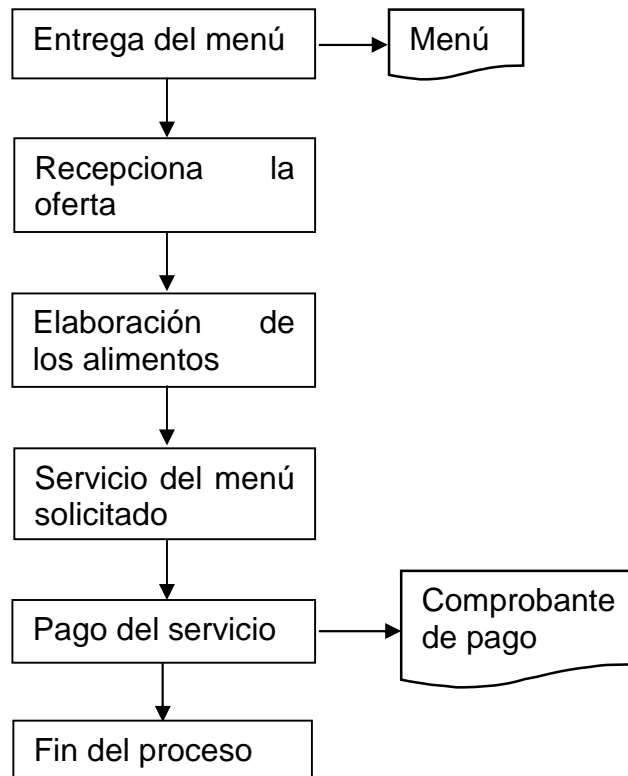 Entrega del menú
Menú
Recepciona la
oferta
Elaboración de
los alimentos
Servicio del menú
solicitado
Pago del servicio
Comprobante
de pago
Fin del proceso